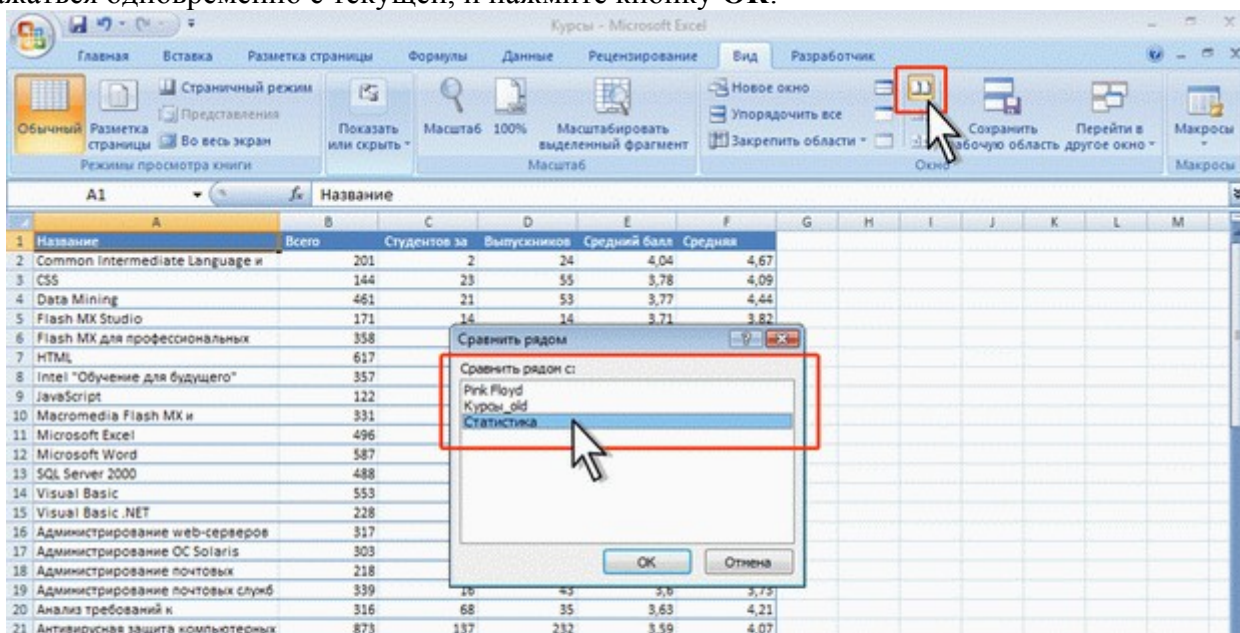 жаться одновременно с текущей, и нажмите кнопку ОК.
Курсы - Microsoft Excel
Главная Вставка Разметка страницы Формулы Данные Рецензирование Вид Разработчик
Обычный Разметка страницы Страничный режим Представления Во весь экран
Показать или скрыть
Масштаб 100% Масштабировать выделенный фрагмент
Новое окно Упорядочить все Закрепить области
Сохранить рабочую область Перейти в другое окно
Макросы
Режимы просмотра книги Масштаб Окно Макросы
A1 fx Название
A B C D E F G H I J K L M
1 Название Всего Студентов за Выпускников Средний балл Средняя
2 Common Intermediate Language и 201 2 24 4,04 4,67
3 CSS 144 23 55 3,78 4,09
4 Data Mining 461 21 53 3,77 4,44
5 Flash MX Studio 171 14 14 3,71 3,82
6 Flash MX для профессиональных 358
7 HTML 617
8 Intel "Обучение для будущего" 357
9 JavaScript 122
10 Macromedia Flash MX и 331
11 Microsoft Excel 496
12 Microsoft Word 587
13 SQL Server 2000 488
14 Visual Basic 553
15 Visual Basic .NET 228
16 Администрирование web-серверов 317
17 Администрирование ОС Solaris 303
18 Администрирование почтовых 218
19 Администрирование почтовых служб 339 16 43 3,6 3,73
20 Анализ требований к 316 68 35 3,63 4,21
21 Антивирусная защита компьютерных 873 137 232 3,59 4,07
Сравнить рядом
Сравнить рядом с:
Pink Floyd
Курсы_old
Статистика
ОК Отмена